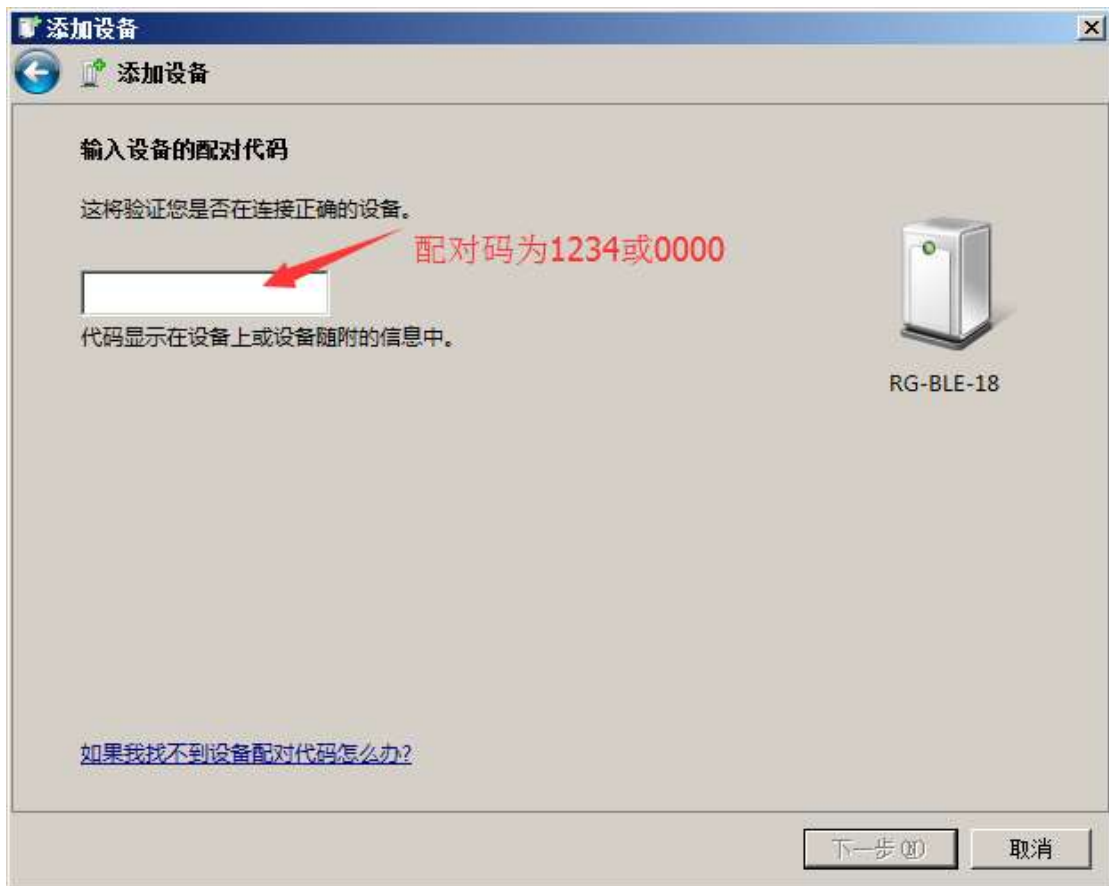 添加设备
添加设备
输入设备的配对代码
这将验证您是否在连接正确的设备。
配对码为1234或0000
代码显示在设备上或设备随附的信息中。
RG-BLE-18
如果我找不到设备配对代码怎么办?
下一步(N)
取消